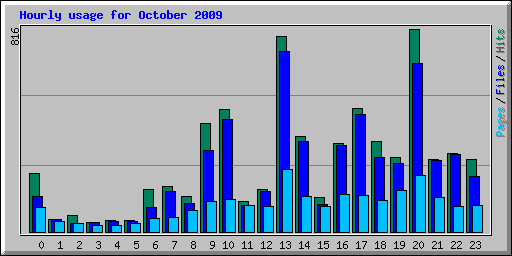 Hourly usage for October 2009
816
Pages / Files / Hits
0 1 2 3 4 5 6 7 8 9 10 11 12 13 14 15 16 17 18 19 20 21 22 23